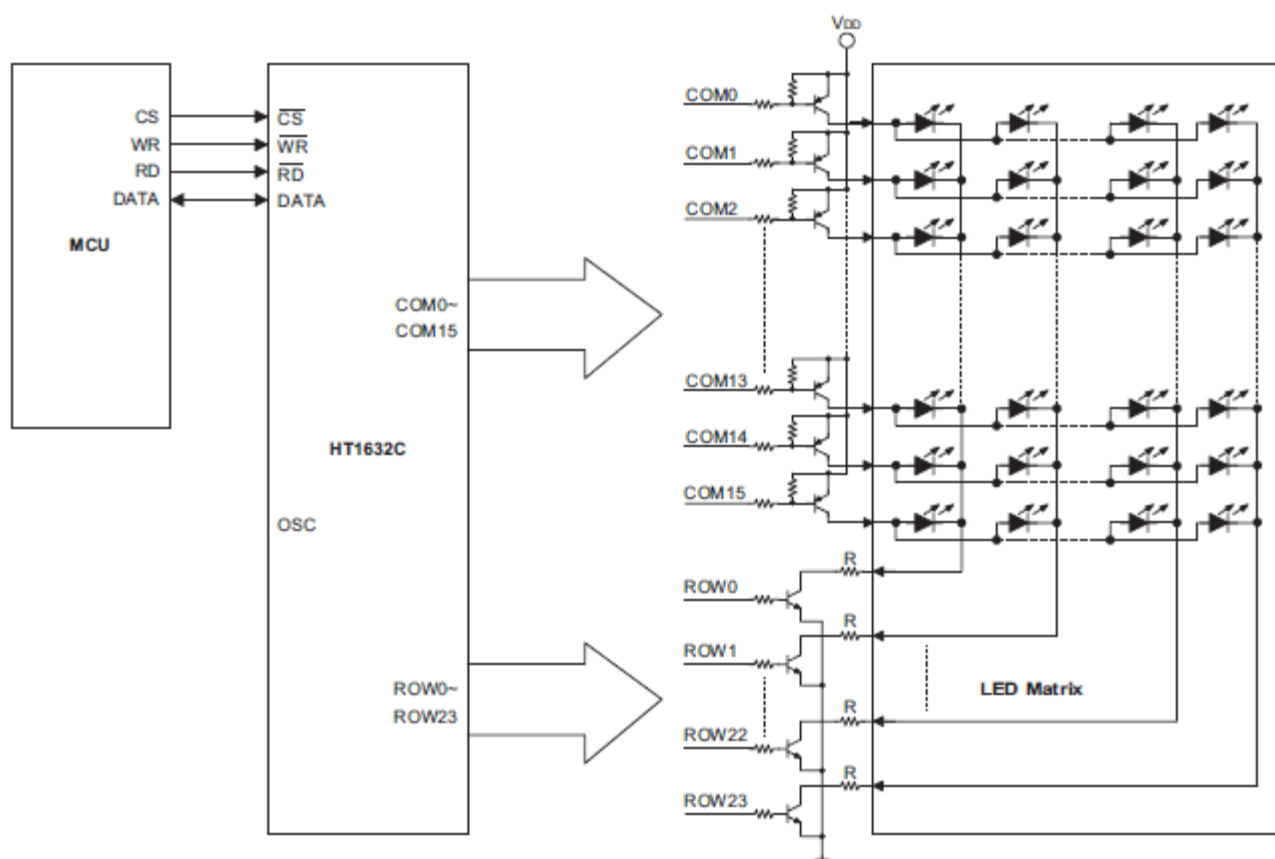 MCU
CS
WR
RD
DATA
HT1632C
CS
WR
RD
DATA
COM0~
COM15
OSC
ROW0~
ROW23
VDD
COM0
COM1
COM2
COM13
COM14
COM15
ROW0
ROW1
ROW22
ROW23
R
R
R
R
LED Matrix